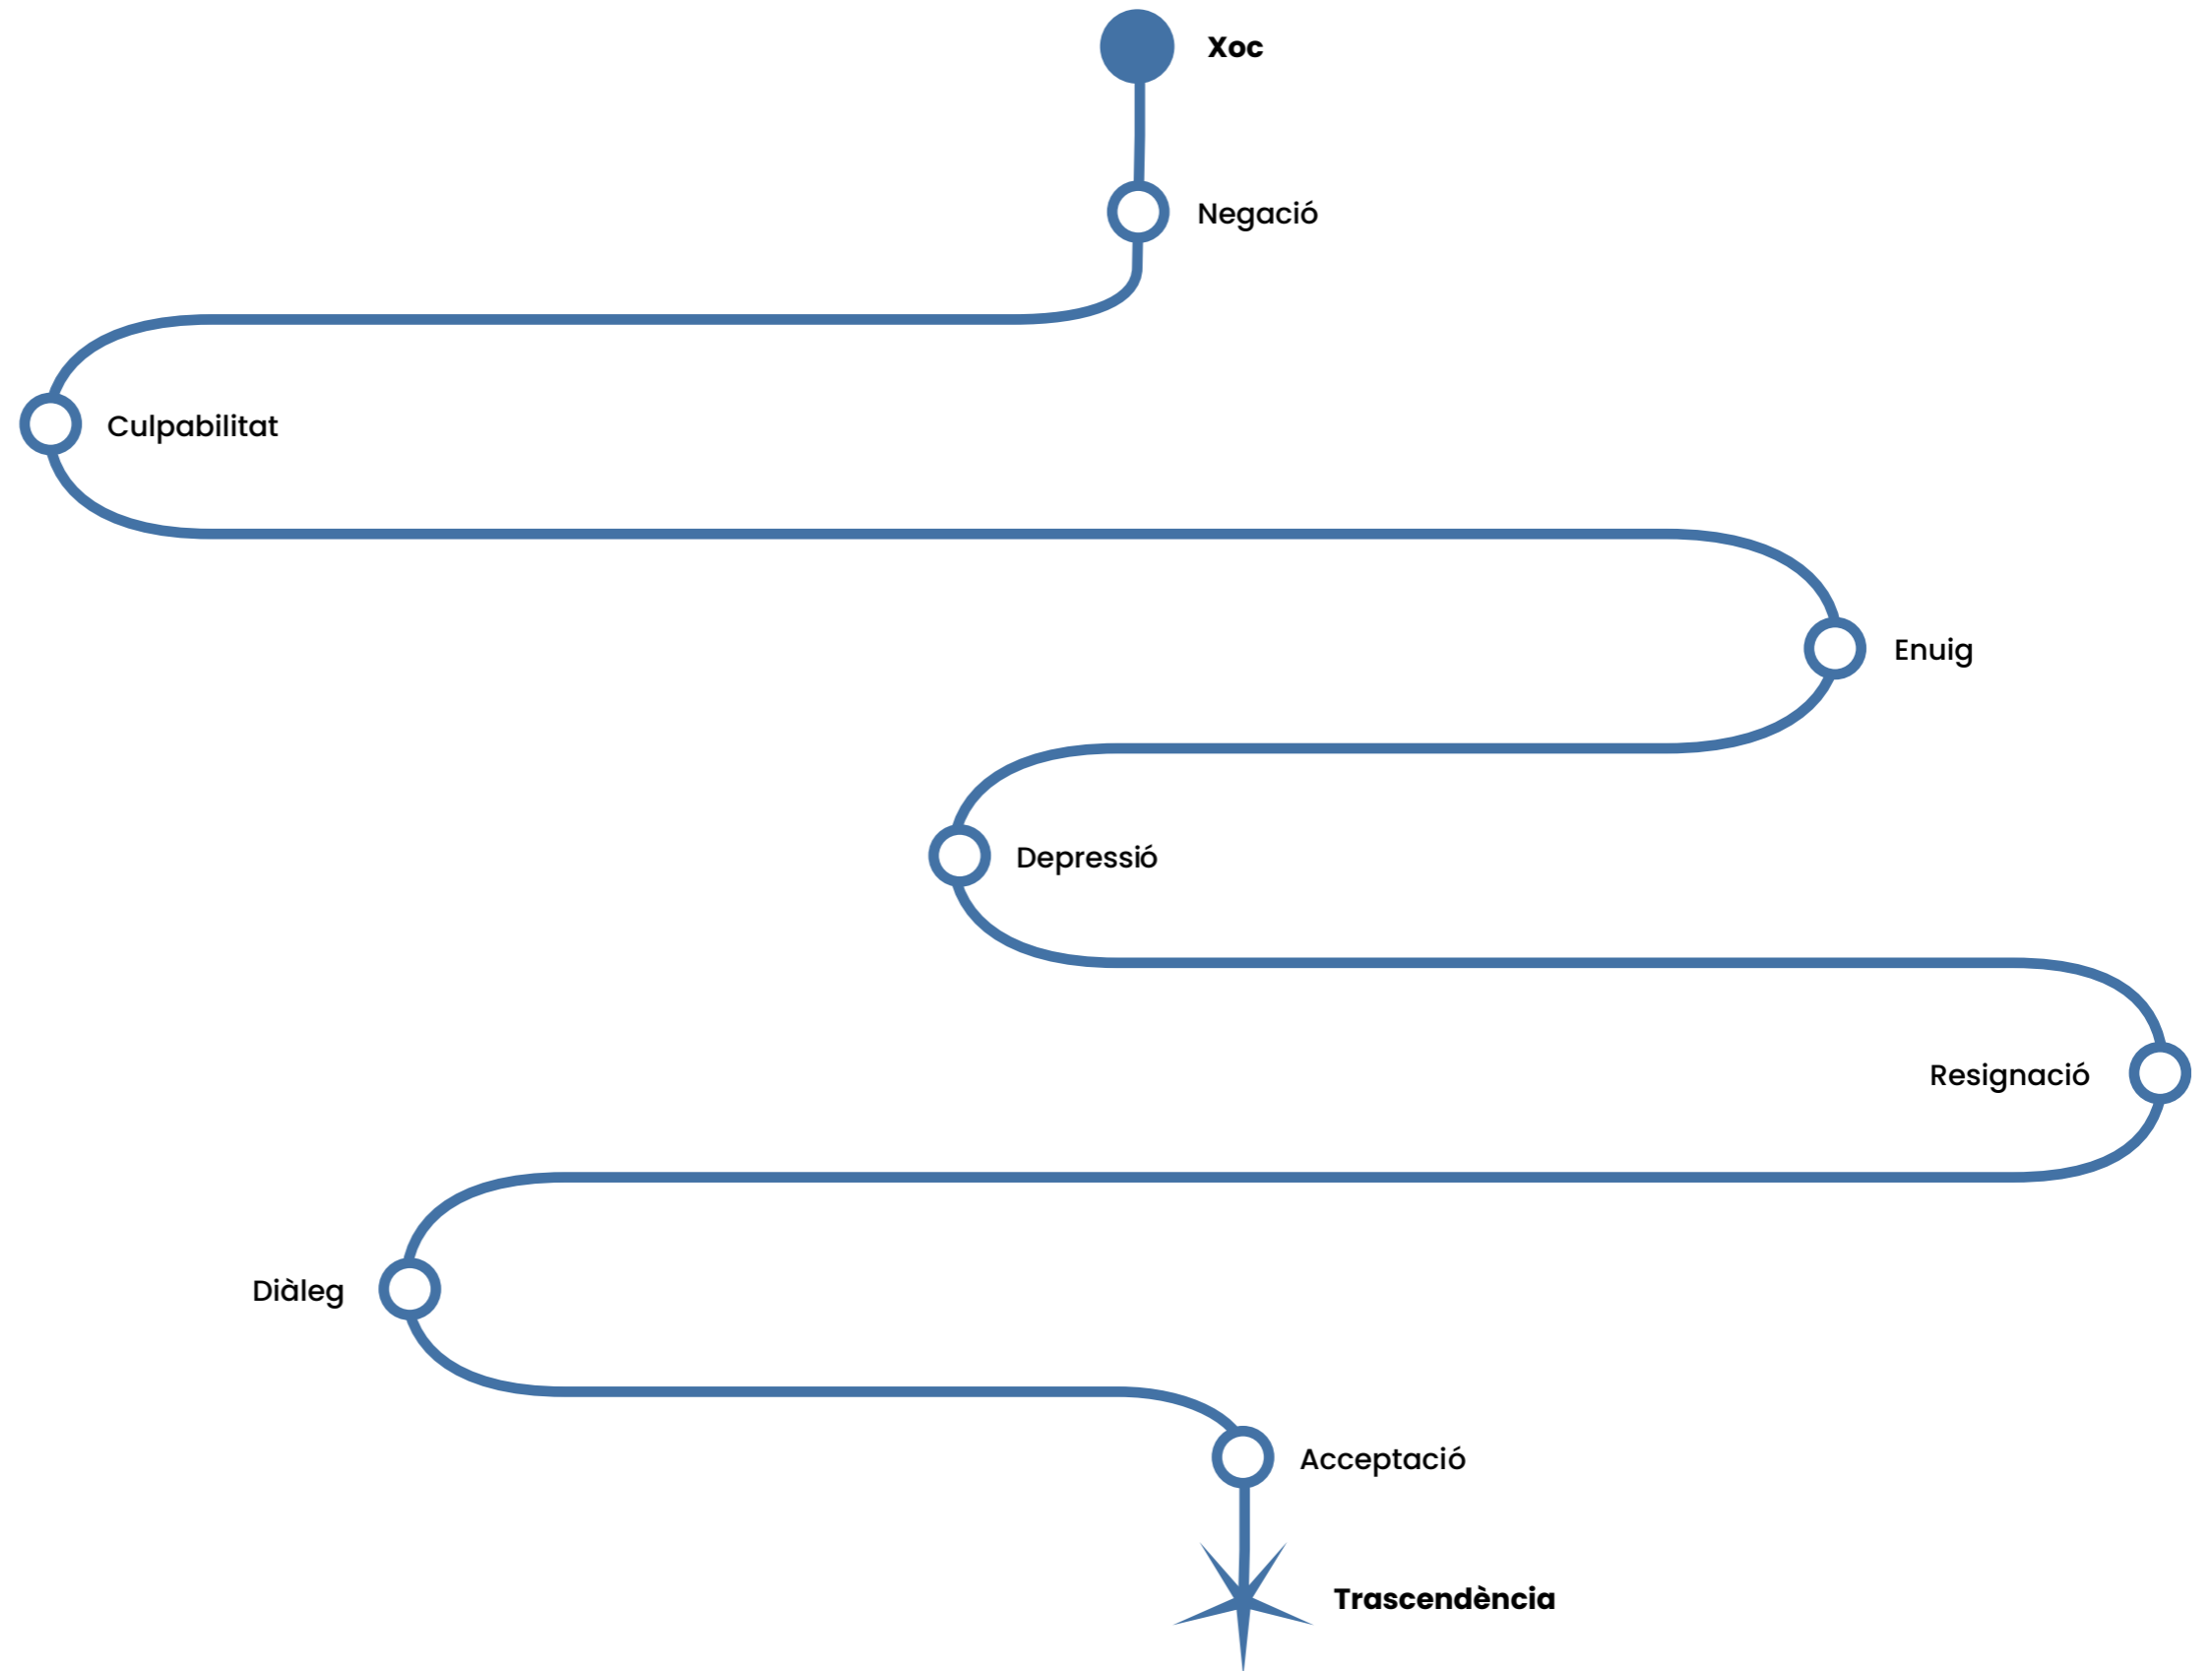 Xoc
Negació
Culpabilitat
Enuig
Depressió
Resignació
Diàleg
Acceptació
Trascendència